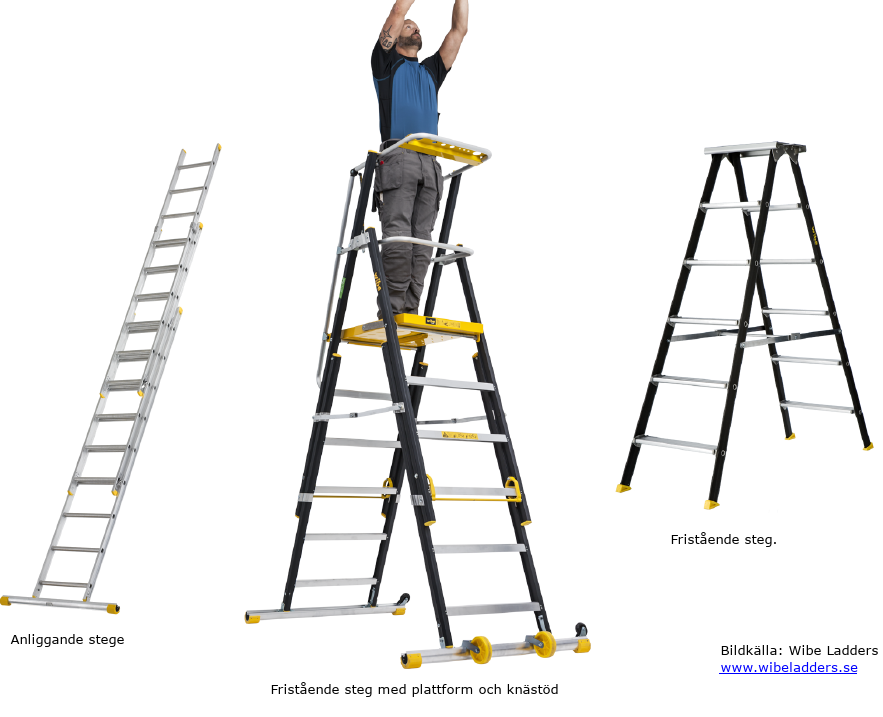 Fristående steg.
Anliggande stege
Bildkälla: Wibe Ladders
www.wibeladders.se
Fristående steg med plattform och knästöd